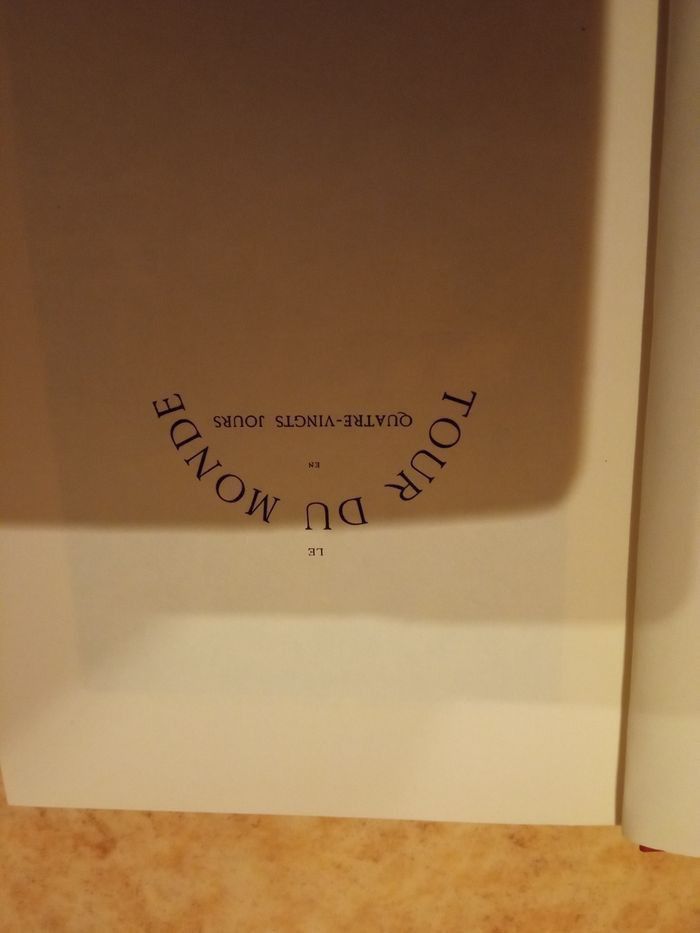 LE
TOUR DU MONDE
EN
QUATRE-VINGTS JOURS